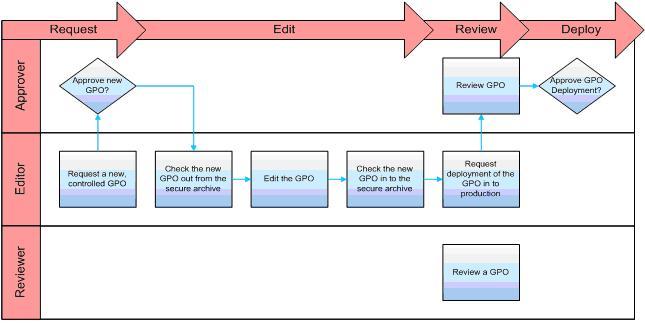 Request
Edit
Review
Deploy
Approver
Approve new
GPO?
Review GPO
Approve GPO
Deployment?
Editor
Request a new,
controlled GPO
Check the new
GPO out from the
secure archive
Edit the GPO
Check the new
GPO in to the
secure archive
Request
deployment of the
GPO in to
production
Reviewer
Review a GPO